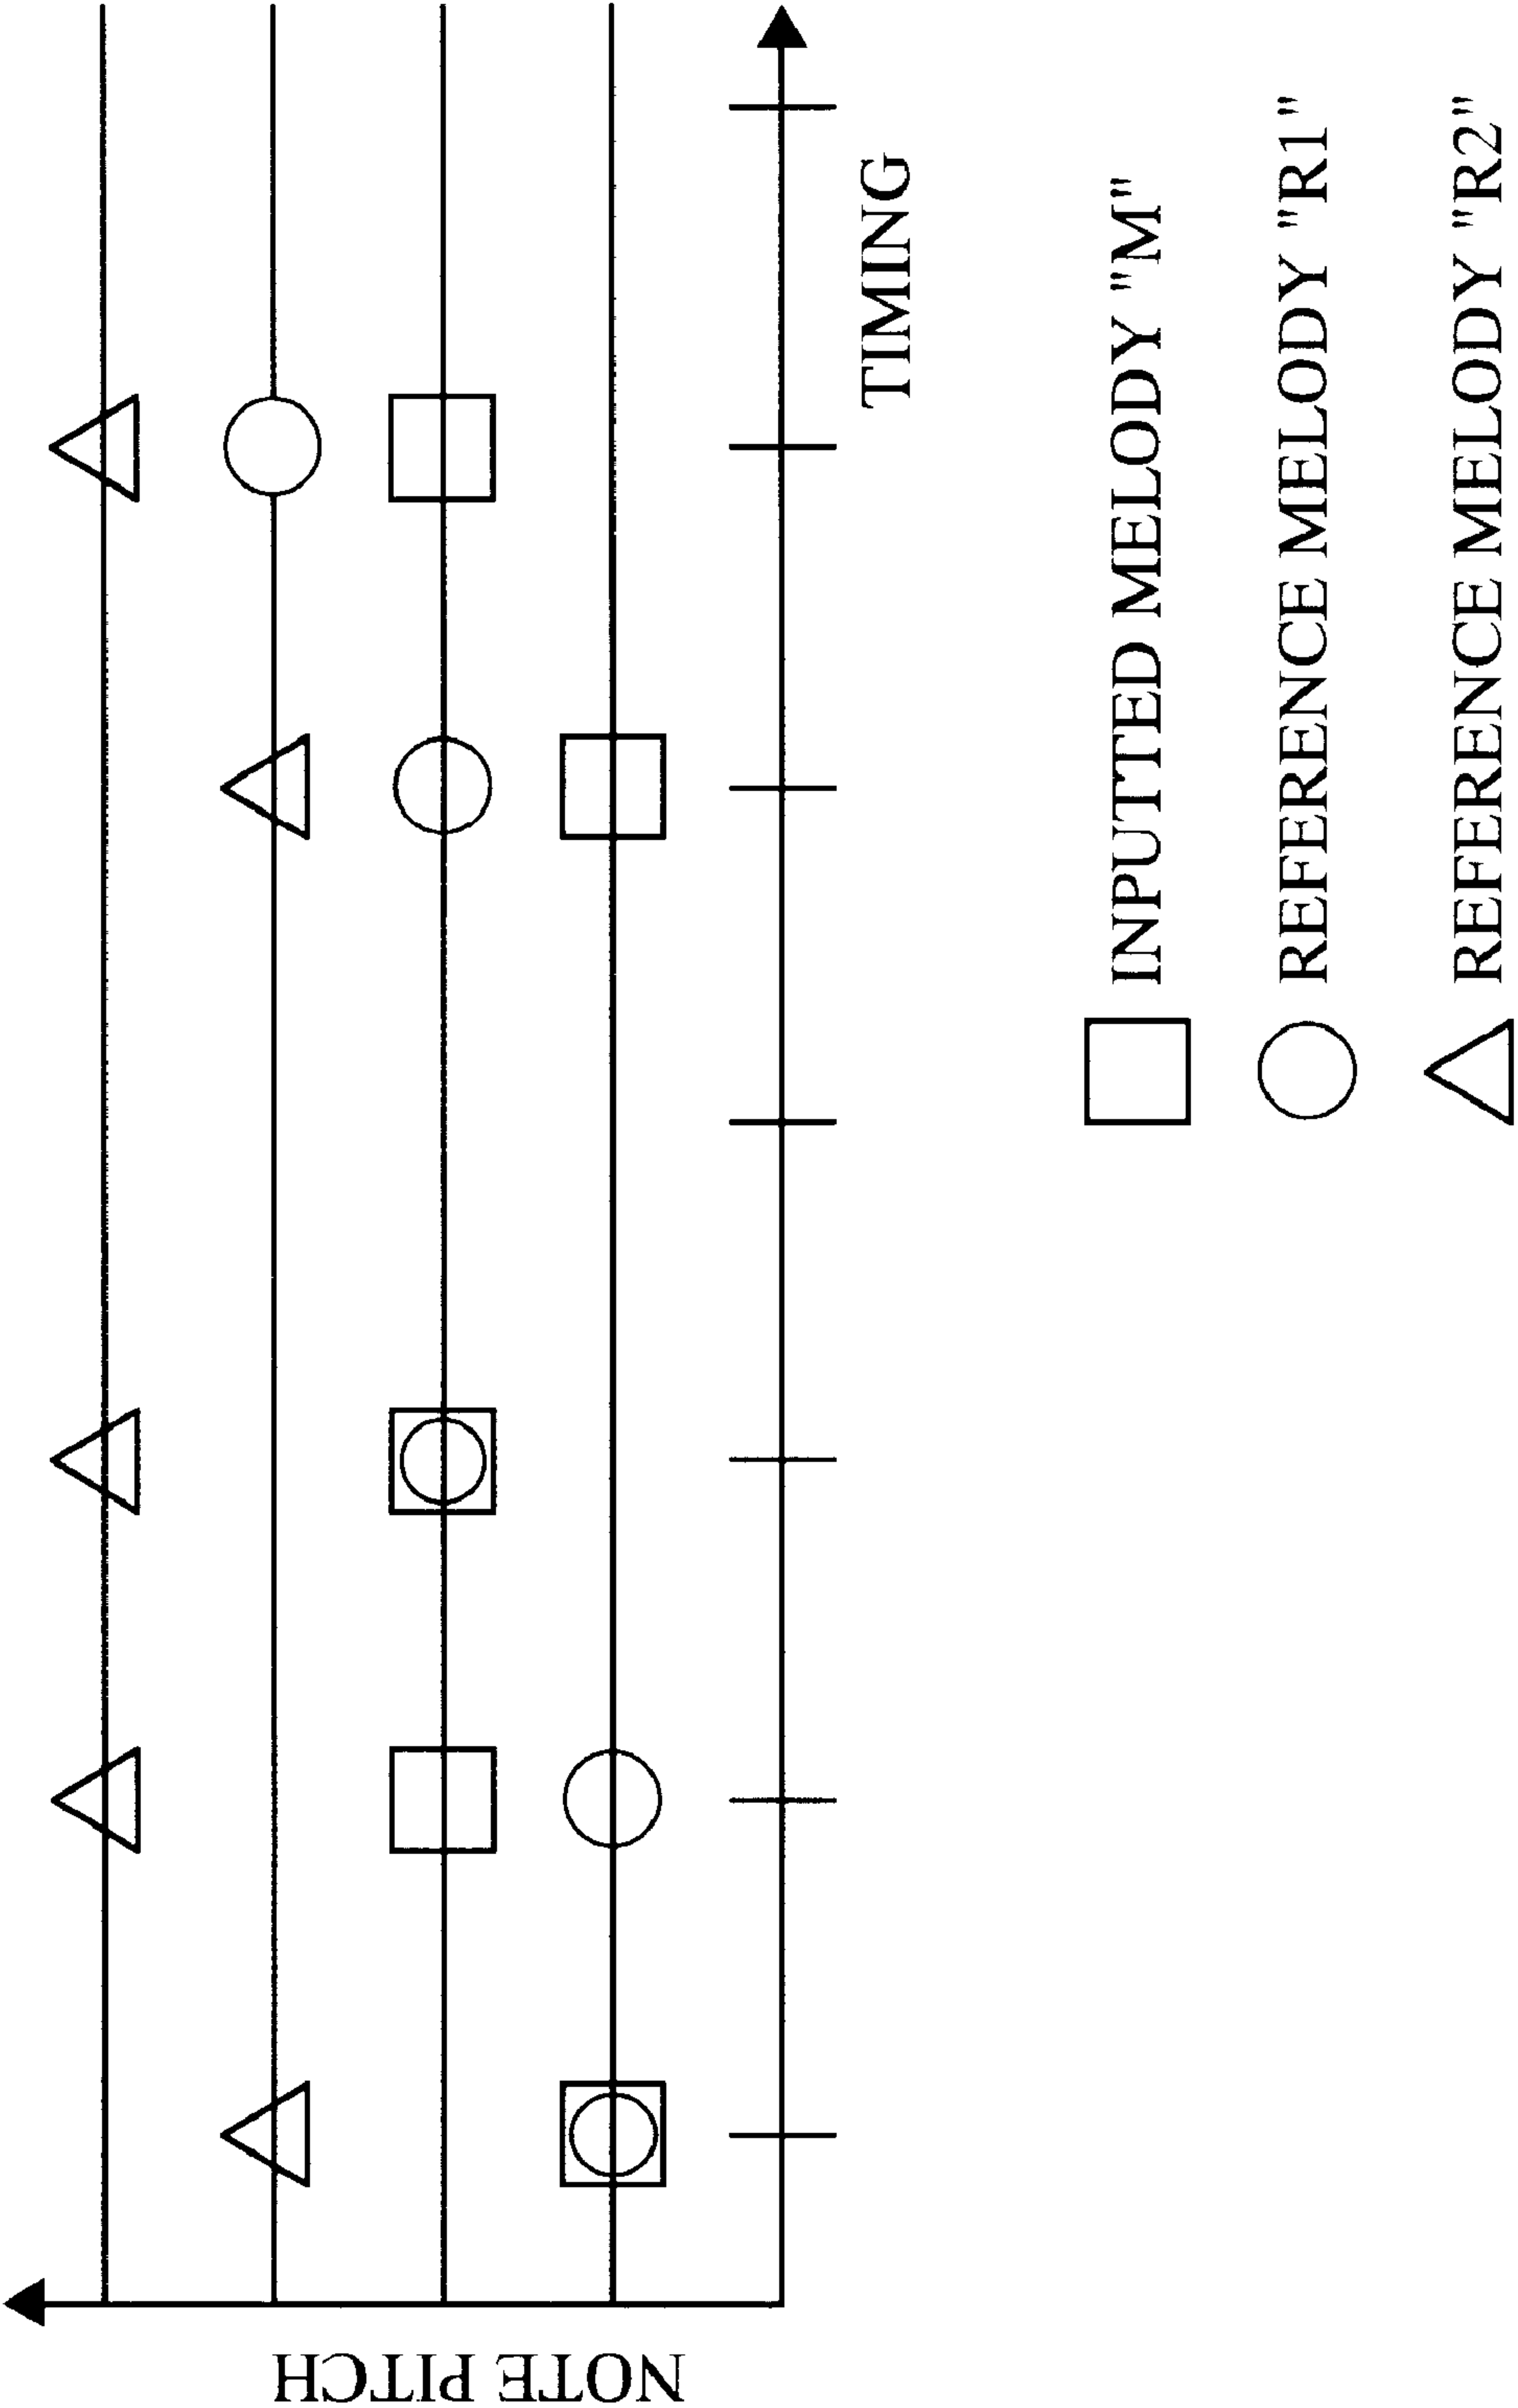 NOTE PITCH
TIMING
INPUTTED MELODY "M"
REFERENCE MELODY "R1"
REFERENCE MELODY "R2"